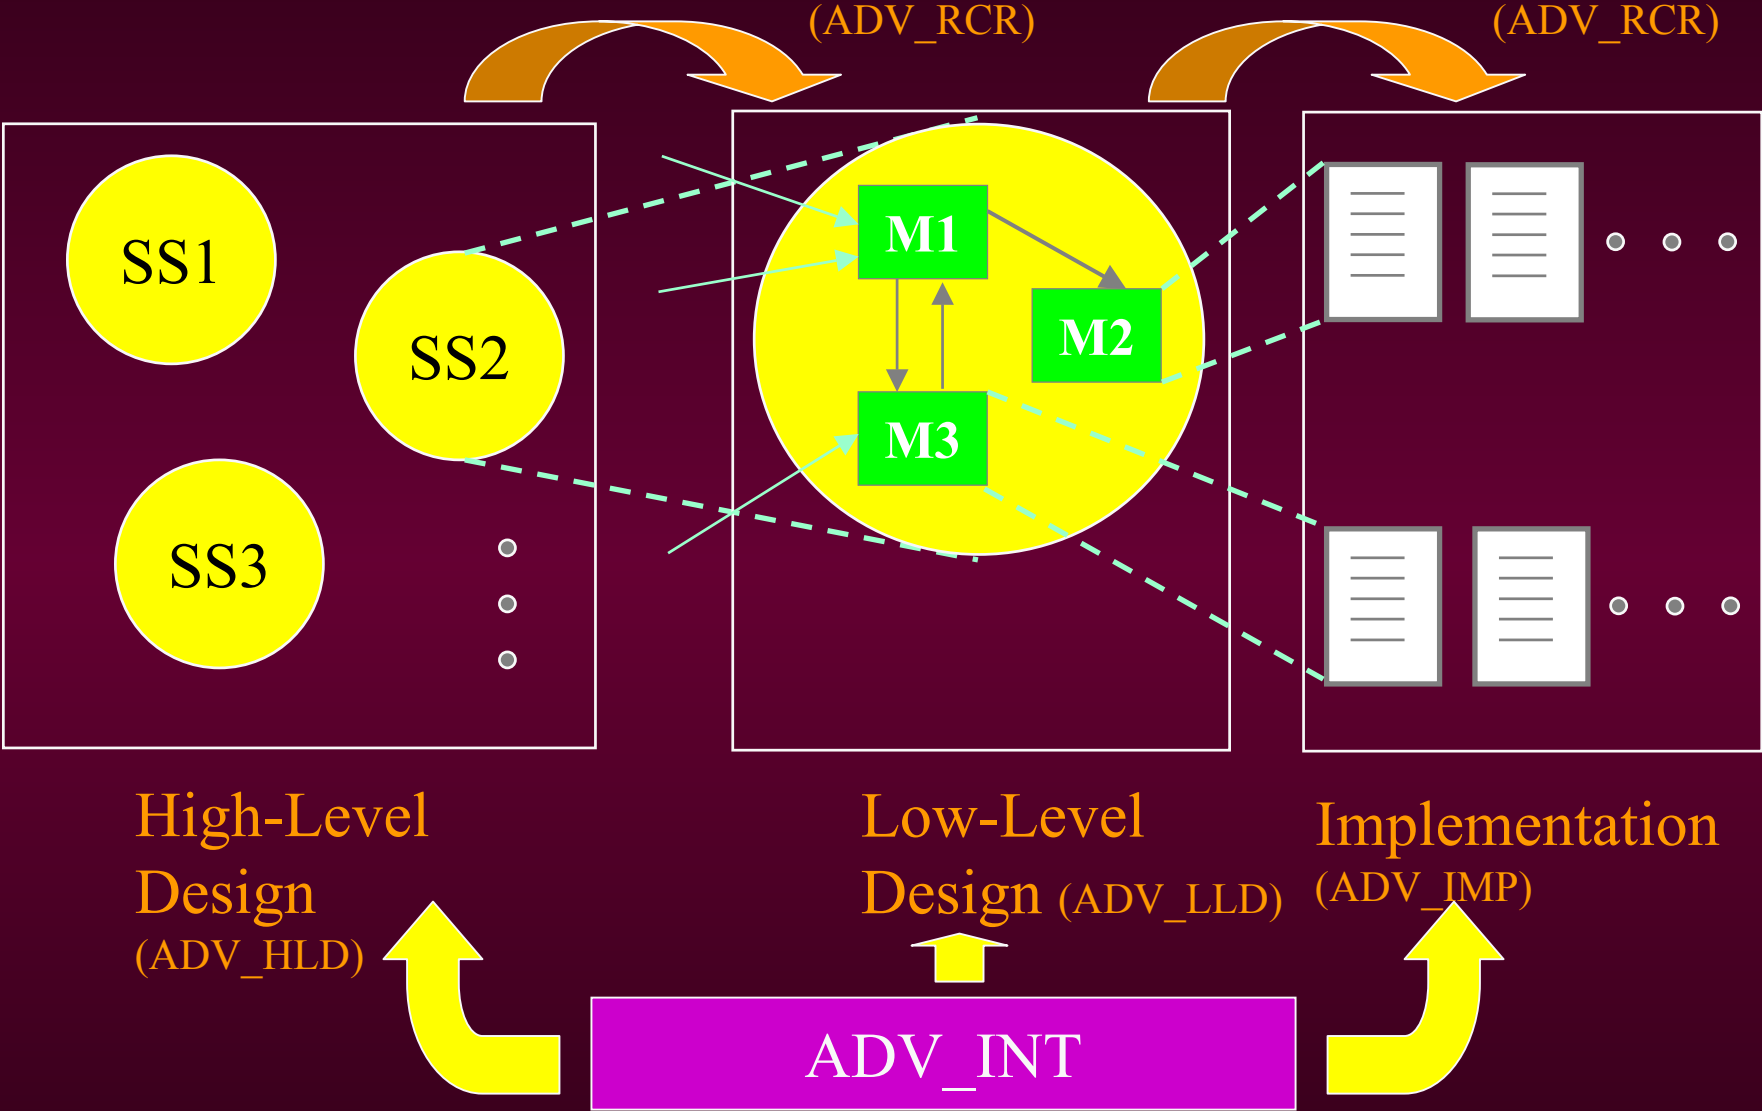 (ADV_RCR)
(ADV_RCR)
SS1
SS2
SS3
M1
M2
M3
High-Level
Design
(ADV_HLD)
Low-Level
Design (ADV_LLD)
Implementation
(ADV_IMP)
ADV_INT